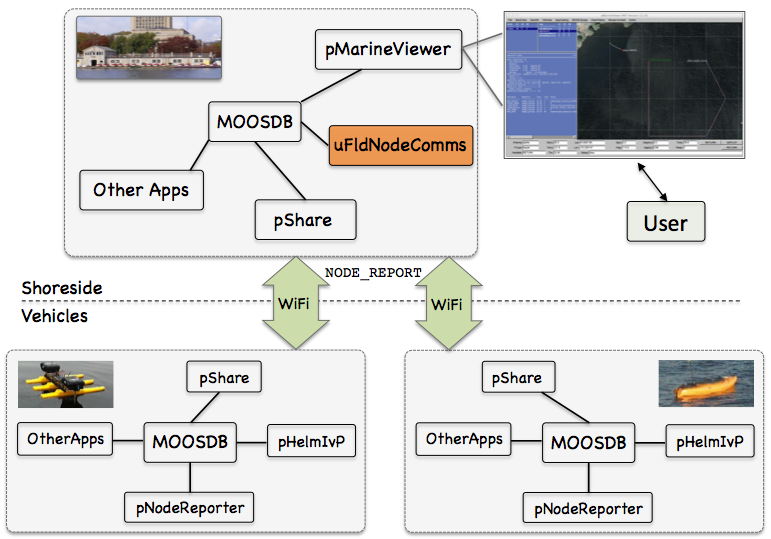 pMarineViewer
MOOSDB
uFldNodeComms
Other Apps
pShare
User
NODE_REPORT
WiFi
WiFi
Shoreside
Vehicles
pShare
OtherApps
MOOSDB
pHelmIvP
pNodeReporter
pShare
OtherApps
MOOSDB
pHelmIvP
pNodeReporter